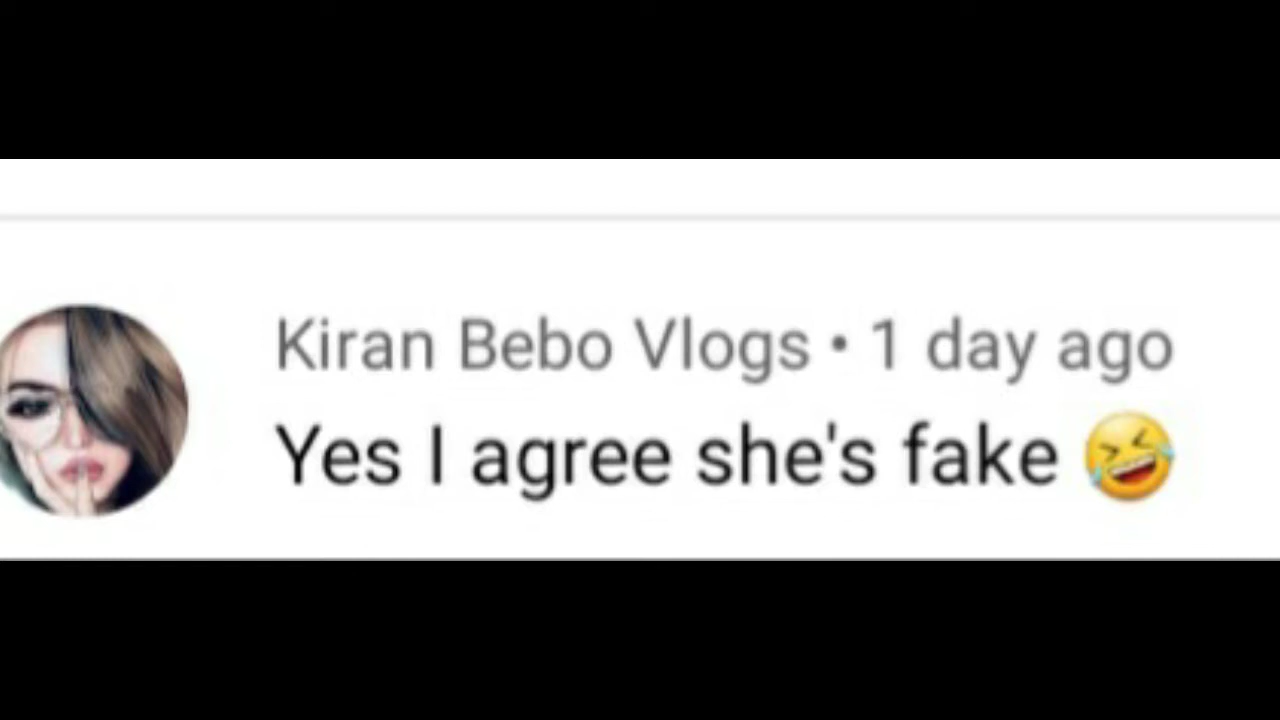 Kiran Bebo Vlogs • 1 day ago
Yes I agree she's fake 🤣